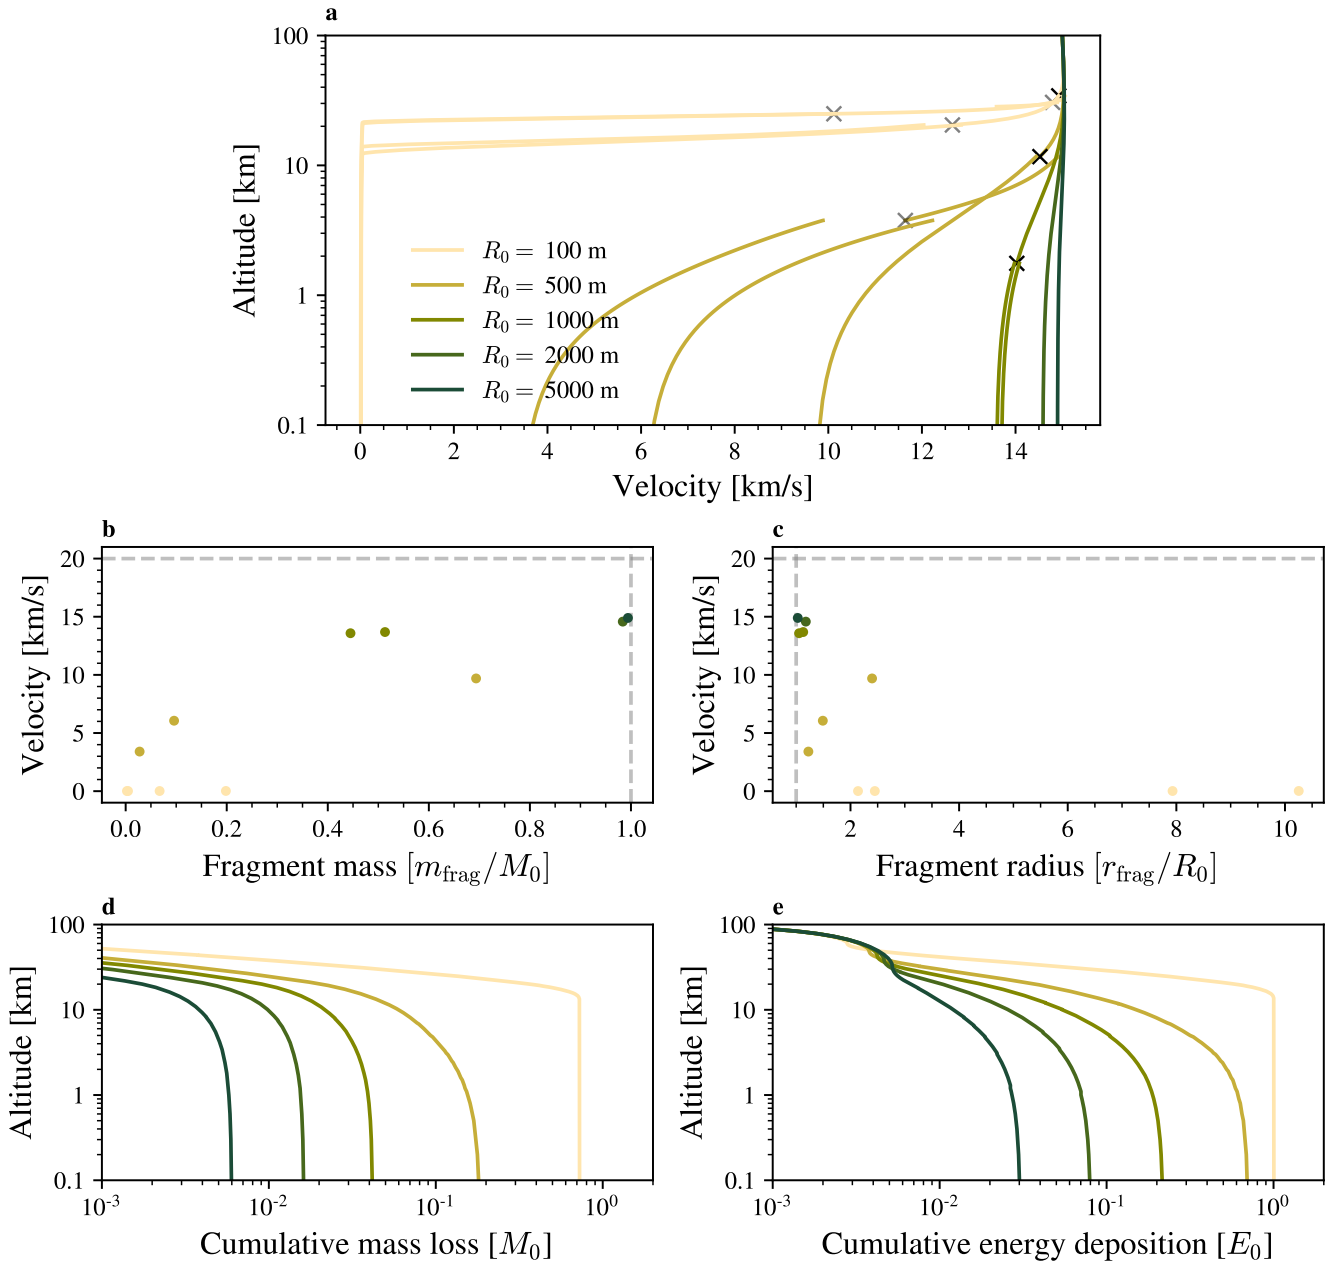 a
100
10
1
0.1
Altitude [km]
R₀ = 100 m
R₀ = 500 m
R₀ = 1000 m
R₀ = 2000 m
R₀ = 5000 m
0 2 4 6 8 10 12 14
Velocity [km/s]
b
20
15
10
5
0
Velocity [km/s]
0.0 0.2 0.4 0.6 0.8 1.0
Fragment mass [m_frag/M₀]
c
20
15
10
5
0
Velocity [km/s]
2 4 6 8 10
Fragment radius [r_frag/R₀]
d
100
10
1
0.1
Altitude [km]
10⁻³ 10⁻² 10⁻¹ 10⁰
Cumulative mass loss [M₀]
e
100
10
1
0.1
Altitude [km]
10⁻³ 10⁻² 10⁻¹ 10⁰
Cumulative energy deposition [E₀]